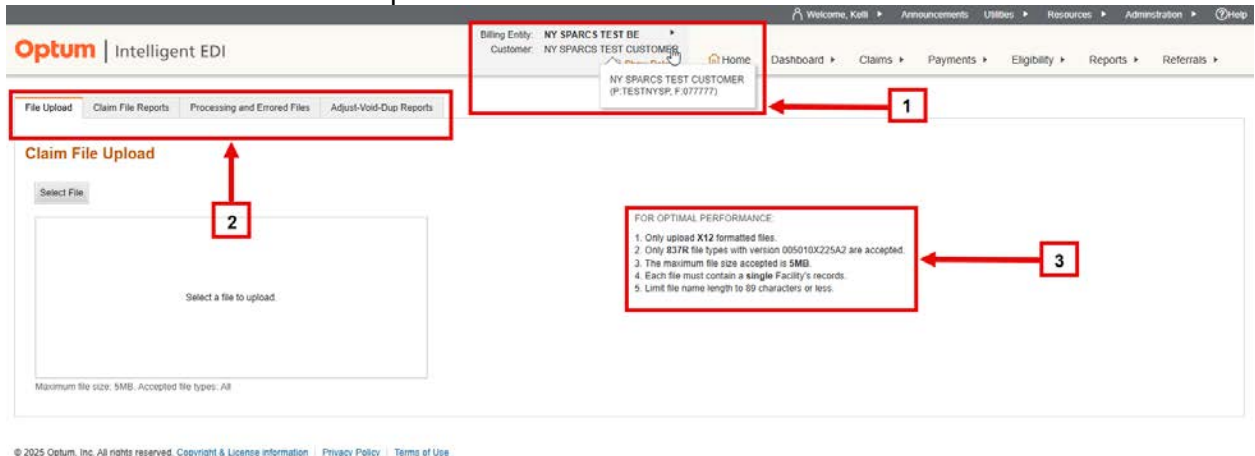 Welcome, Kelli Announcements Utilities Resources Adminstration Help
Optum | Intelligent EDI
Billing Entity: NY SPARCS TEST BE
Customer: NY SPARCS TEST CUSTOMER
Home Dashboard Claims Payments Eligibility Reports Referrals
NY SPARCS TEST CUSTOMER
(P:TESTNYSP, F:077777)
1
File Upload Claim File Reports Processing and Errored Files Adjust-Void-Dup Reports
Claim File Upload
Select File
2
Select a file to upload.
FOR OPTIMAL PERFORMANCE:
1. Only upload X12 formatted files.
2. Only 837R file types with version 005010X225A2 are accepted.
3. The maximum file size accepted is 5MB.
4. Each file must contain a single Facility's records.
5. Limit file name length to 89 characters or less.
3
Maximum file size: 5MB. Accepted file types: All
© 2025 Optum, Inc. All rights reserved. Copyright & License information | Privacy Policy | Terms of Use